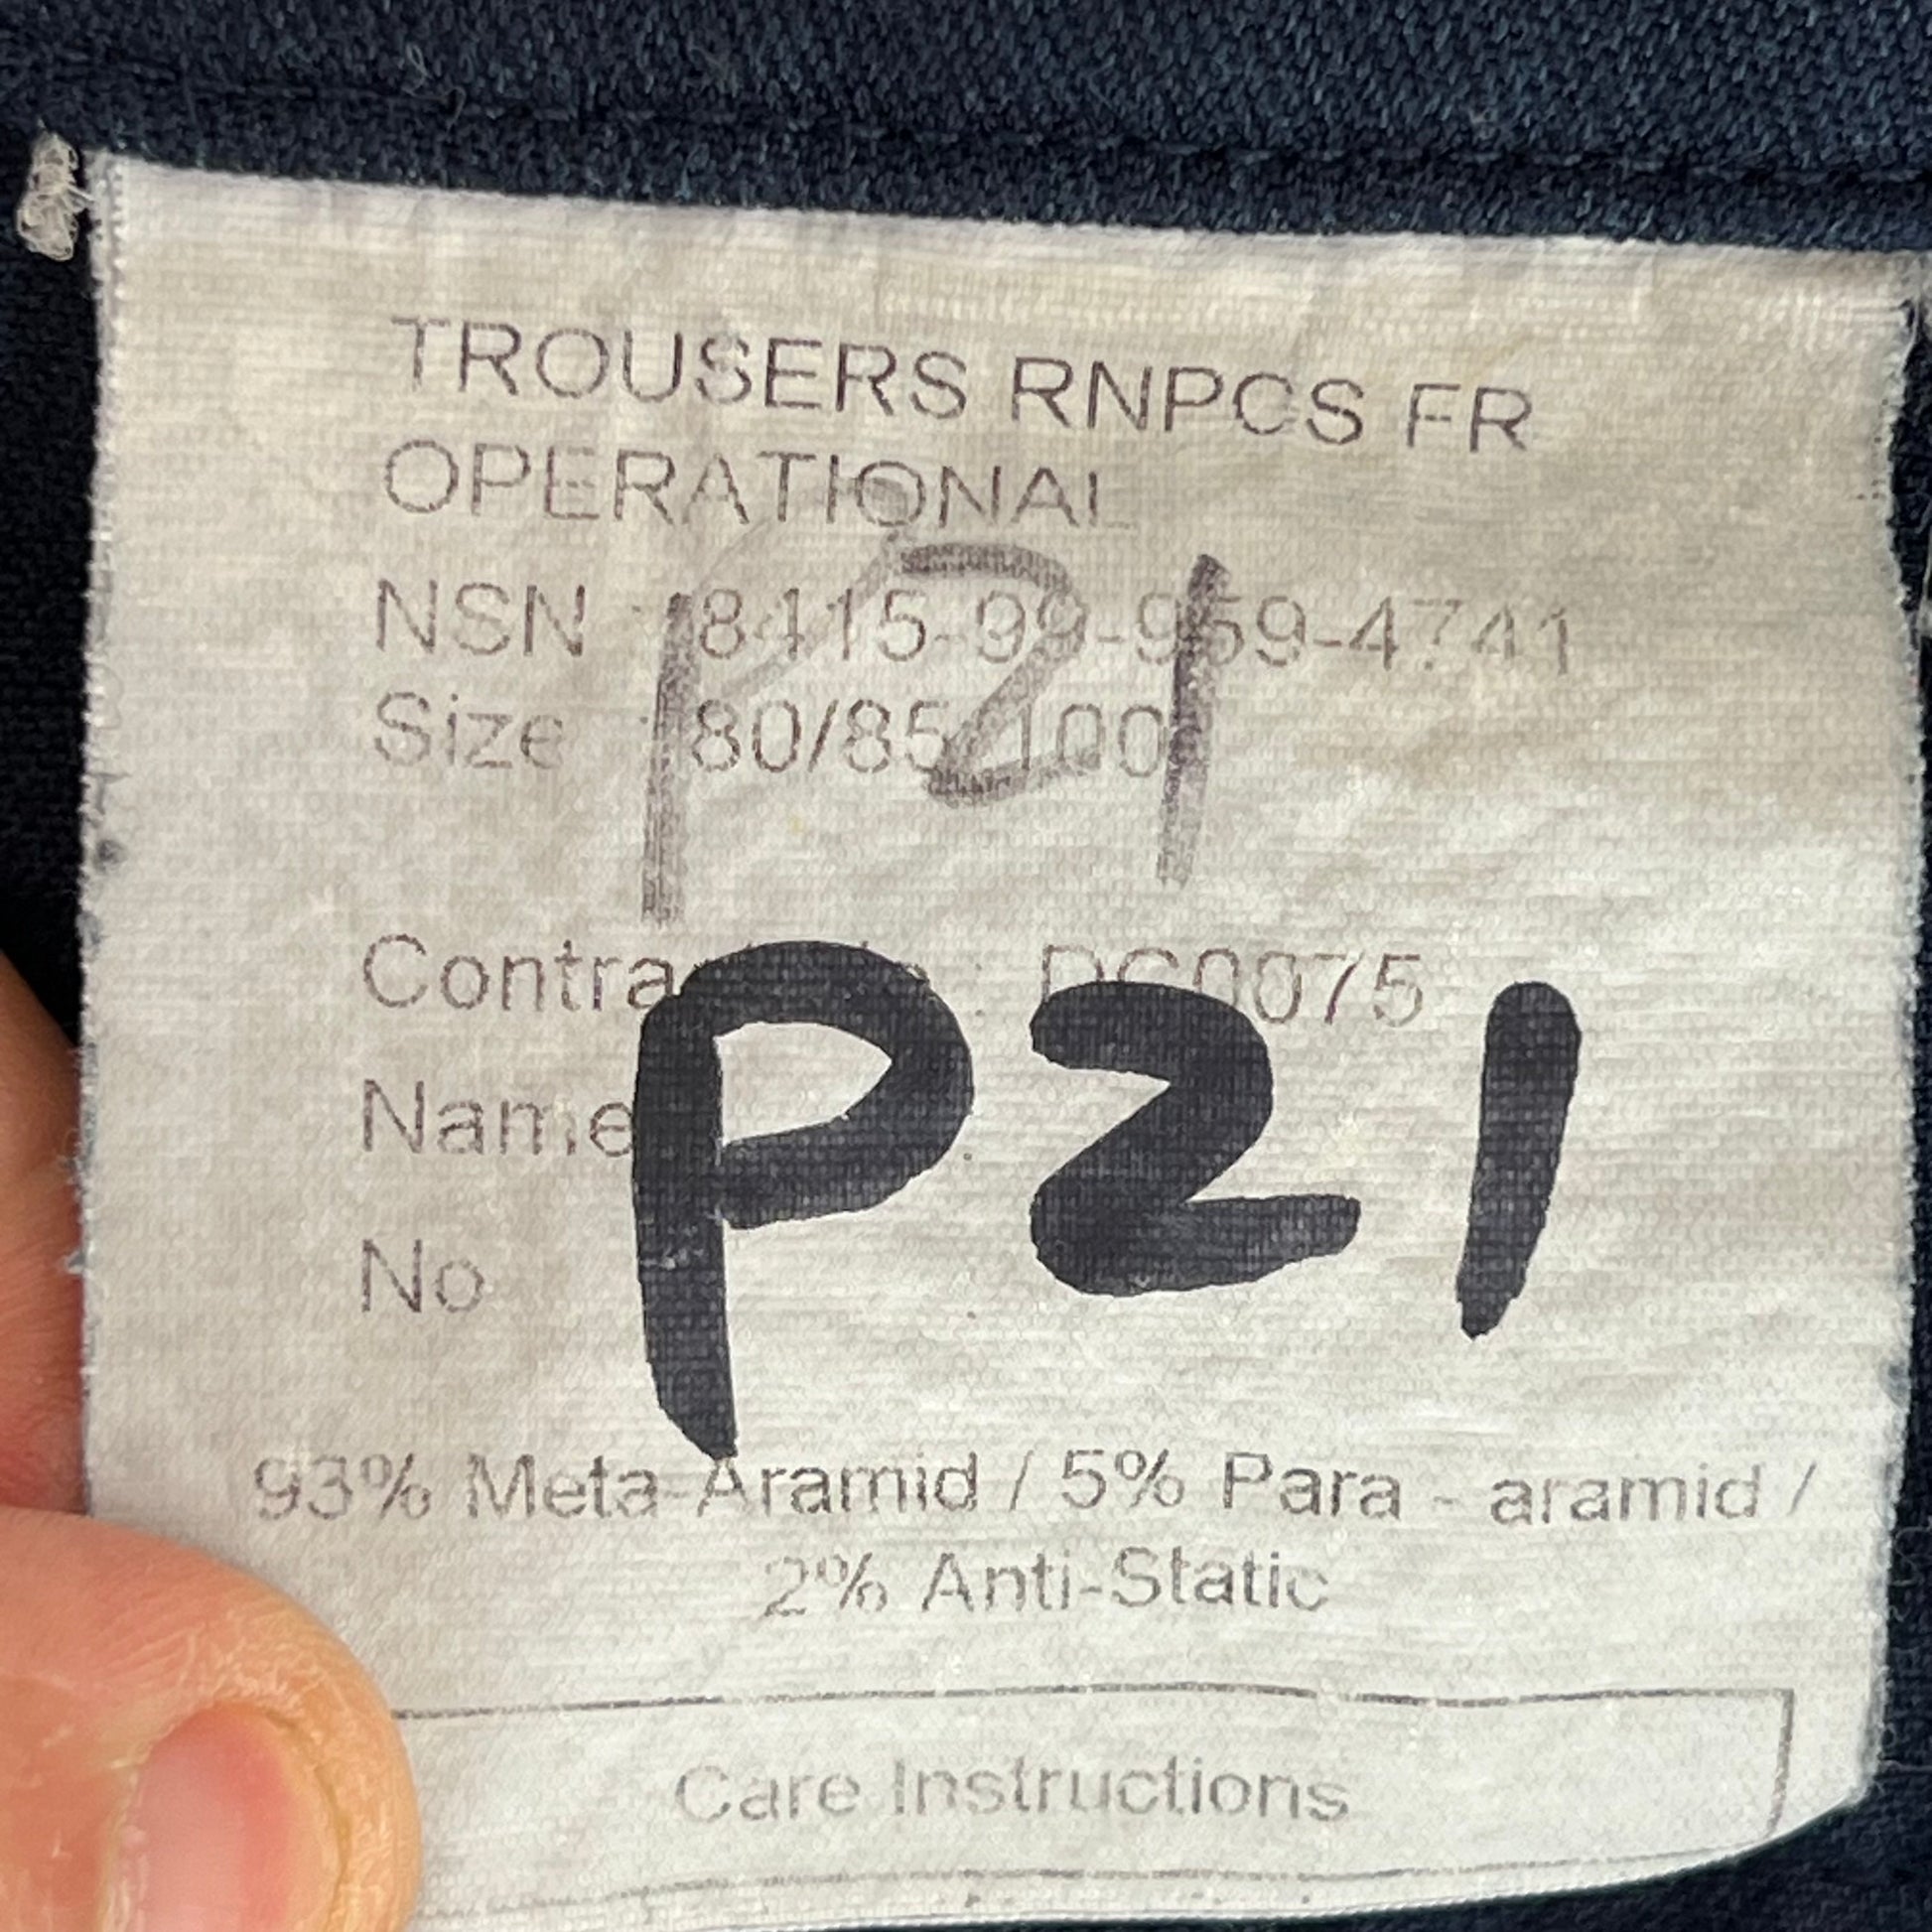 TROUSERS RNPCS FR
OPERATIONAL
NSN : 8415-99-959-4741
Size : 80/85/100
P21
: DC0075
Name
P21
No
93% Meta-Aramid / 5% Para - aramid /
2% Anti-Static
Care Instructions